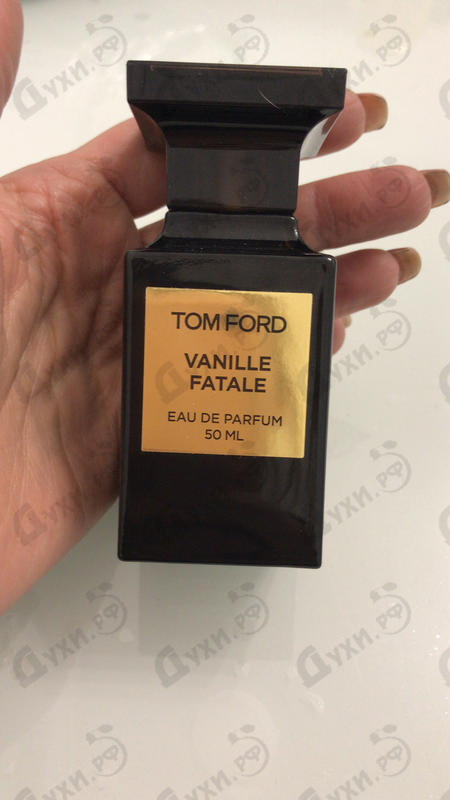 TOM FORD
VANILLE
FATALE
EAU DE PARFUM
50 ML
Духи.рф